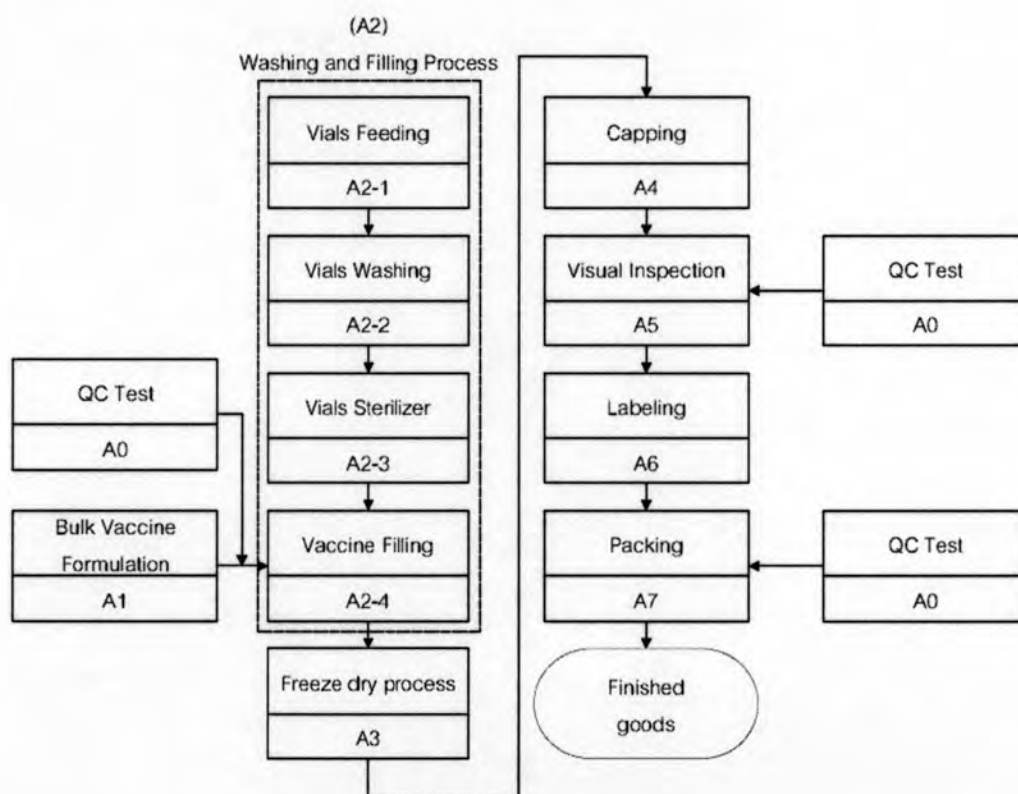 (A2)
Washing and Filling Process
Vials Feeding
A2-1
Vials Washing
A2-2
Vials Sterilizer
A2-3
QC Test
A0
Bulk Vaccine
Formulation
A1
Vaccine Filling
A2-4
Freeze dry process
A3
Capping
A4
Visual Inspection
A5
QC Test
A0
Labeling
A6
Packing
A7
QC Test
A0
Finished
goods